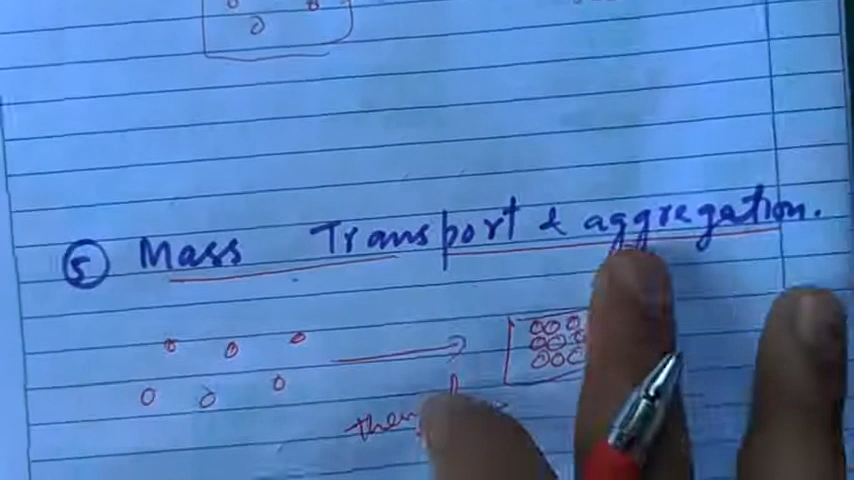 ⑤ Mass Transport & aggregation.